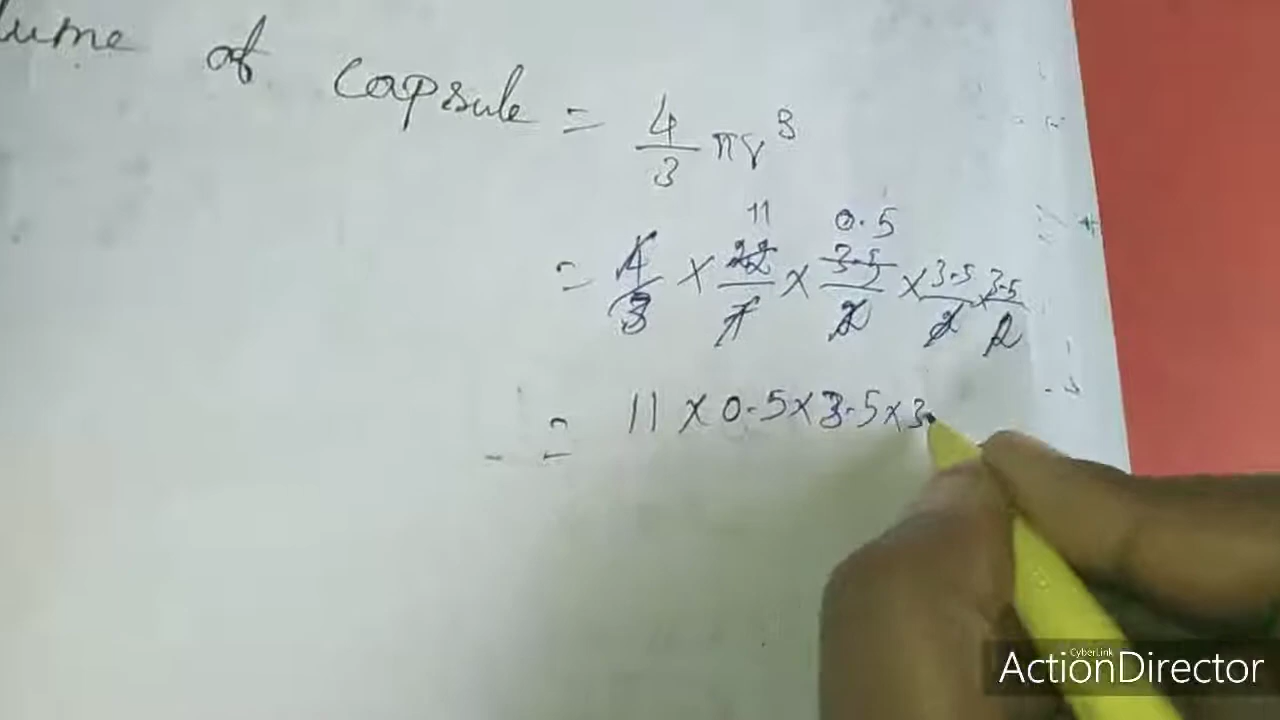 of capsule = 4/3 πr³
= 4/3 × 22/7 × 3.5/2 × 3.5/2 × 3.5/2
11 0.5
= 11 × 0.5 × 3.5 × 3.
CyberLink
ActionDirector